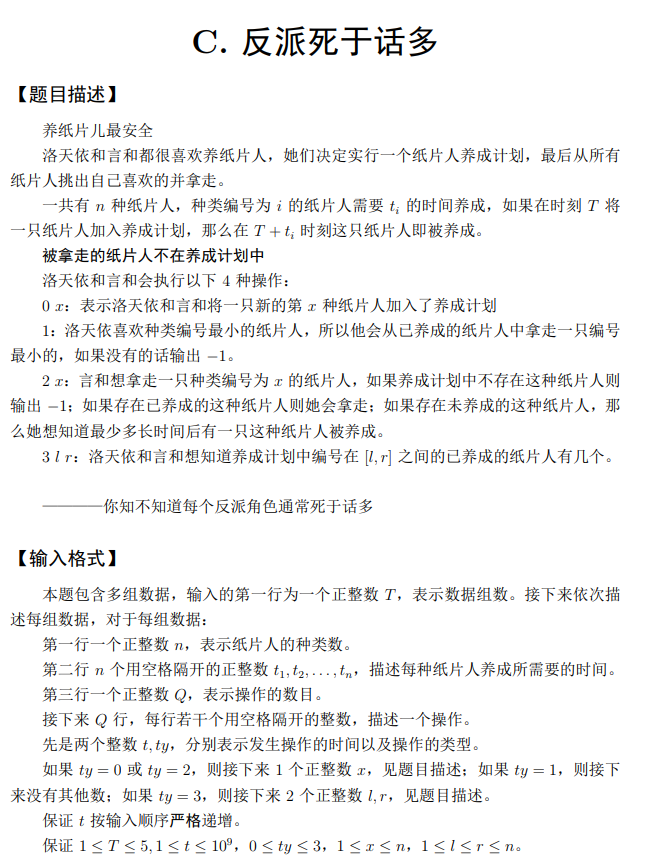 C. 反派死于话多
【题目描述】
养纸片儿最安全
洛天依和言和都很喜欢养纸片人，她们决定实行一个纸片人养成计划，最后从所有
纸片人挑出自己喜欢的并拿走。
一共有 n 种纸片人，种类编号为 i 的纸片人需要 tᵢ 的时间养成，如果在时刻 T 将
一只纸片人加入养成计划，那么在 T + tᵢ 时刻这只纸片人即被养成。
被拿走的纸片人不在养成计划中
洛天依和言和会执行以下 4 种操作：
0 x：表示洛天依和言和将一只新的第 x 种纸片人加入了养成计划
1：洛天依喜欢种类编号最小的纸片人，所以他会从已养成的纸片人中拿走一只编号
最小的，如果没有的话输出 −1。
2 x：言和想拿走一只种类编号为 x 的纸片人，如果养成计划中不存在这种纸片人则
输出 −1；如果存在已养成的这种纸片人则她会拿走；如果存在未养成的这种纸片人，那
么她想知道最少多长时间后有一只这种纸片人被养成。
3 l r：洛天依和言和想知道养成计划中编号在 [l, r] 之间的已养成的纸片人有几个。
————你知不知道每个反派角色通常死于话多
【输入格式】
本题包含多组数据，输入的第一行为一个正整数 T，表示数据组数。接下来依次描
述每组数据，对于每组数据：
第一行一个正整数 n，表示纸片人的种类数。
第二行 n 个用空格隔开的正整数 t₁, t₂, . . . , tₙ，描述每种纸片人养成所需要的时间。
第三行一个正整数 Q，表示操作的数目。
接下来 Q 行，每行若干个用空格隔开的整数，描述一个操作。
先是两个整数 t, ty，分别表示发生操作的时间以及操作的类型。
如果 ty = 0 或 ty = 2，则接下来 1 个正整数 x，见题目描述；如果 ty = 1，则接下
来没有其他数；如果 ty = 3，则接下来 2 个正整数 l, r，见题目描述。
保证 t 按输入顺序严格递增。
保证 1 ≤ T ≤ 5, 1 ≤ t ≤ 10⁹，0 ≤ ty ≤ 3，1 ≤ x ≤ n，1 ≤ l ≤ r ≤ n。